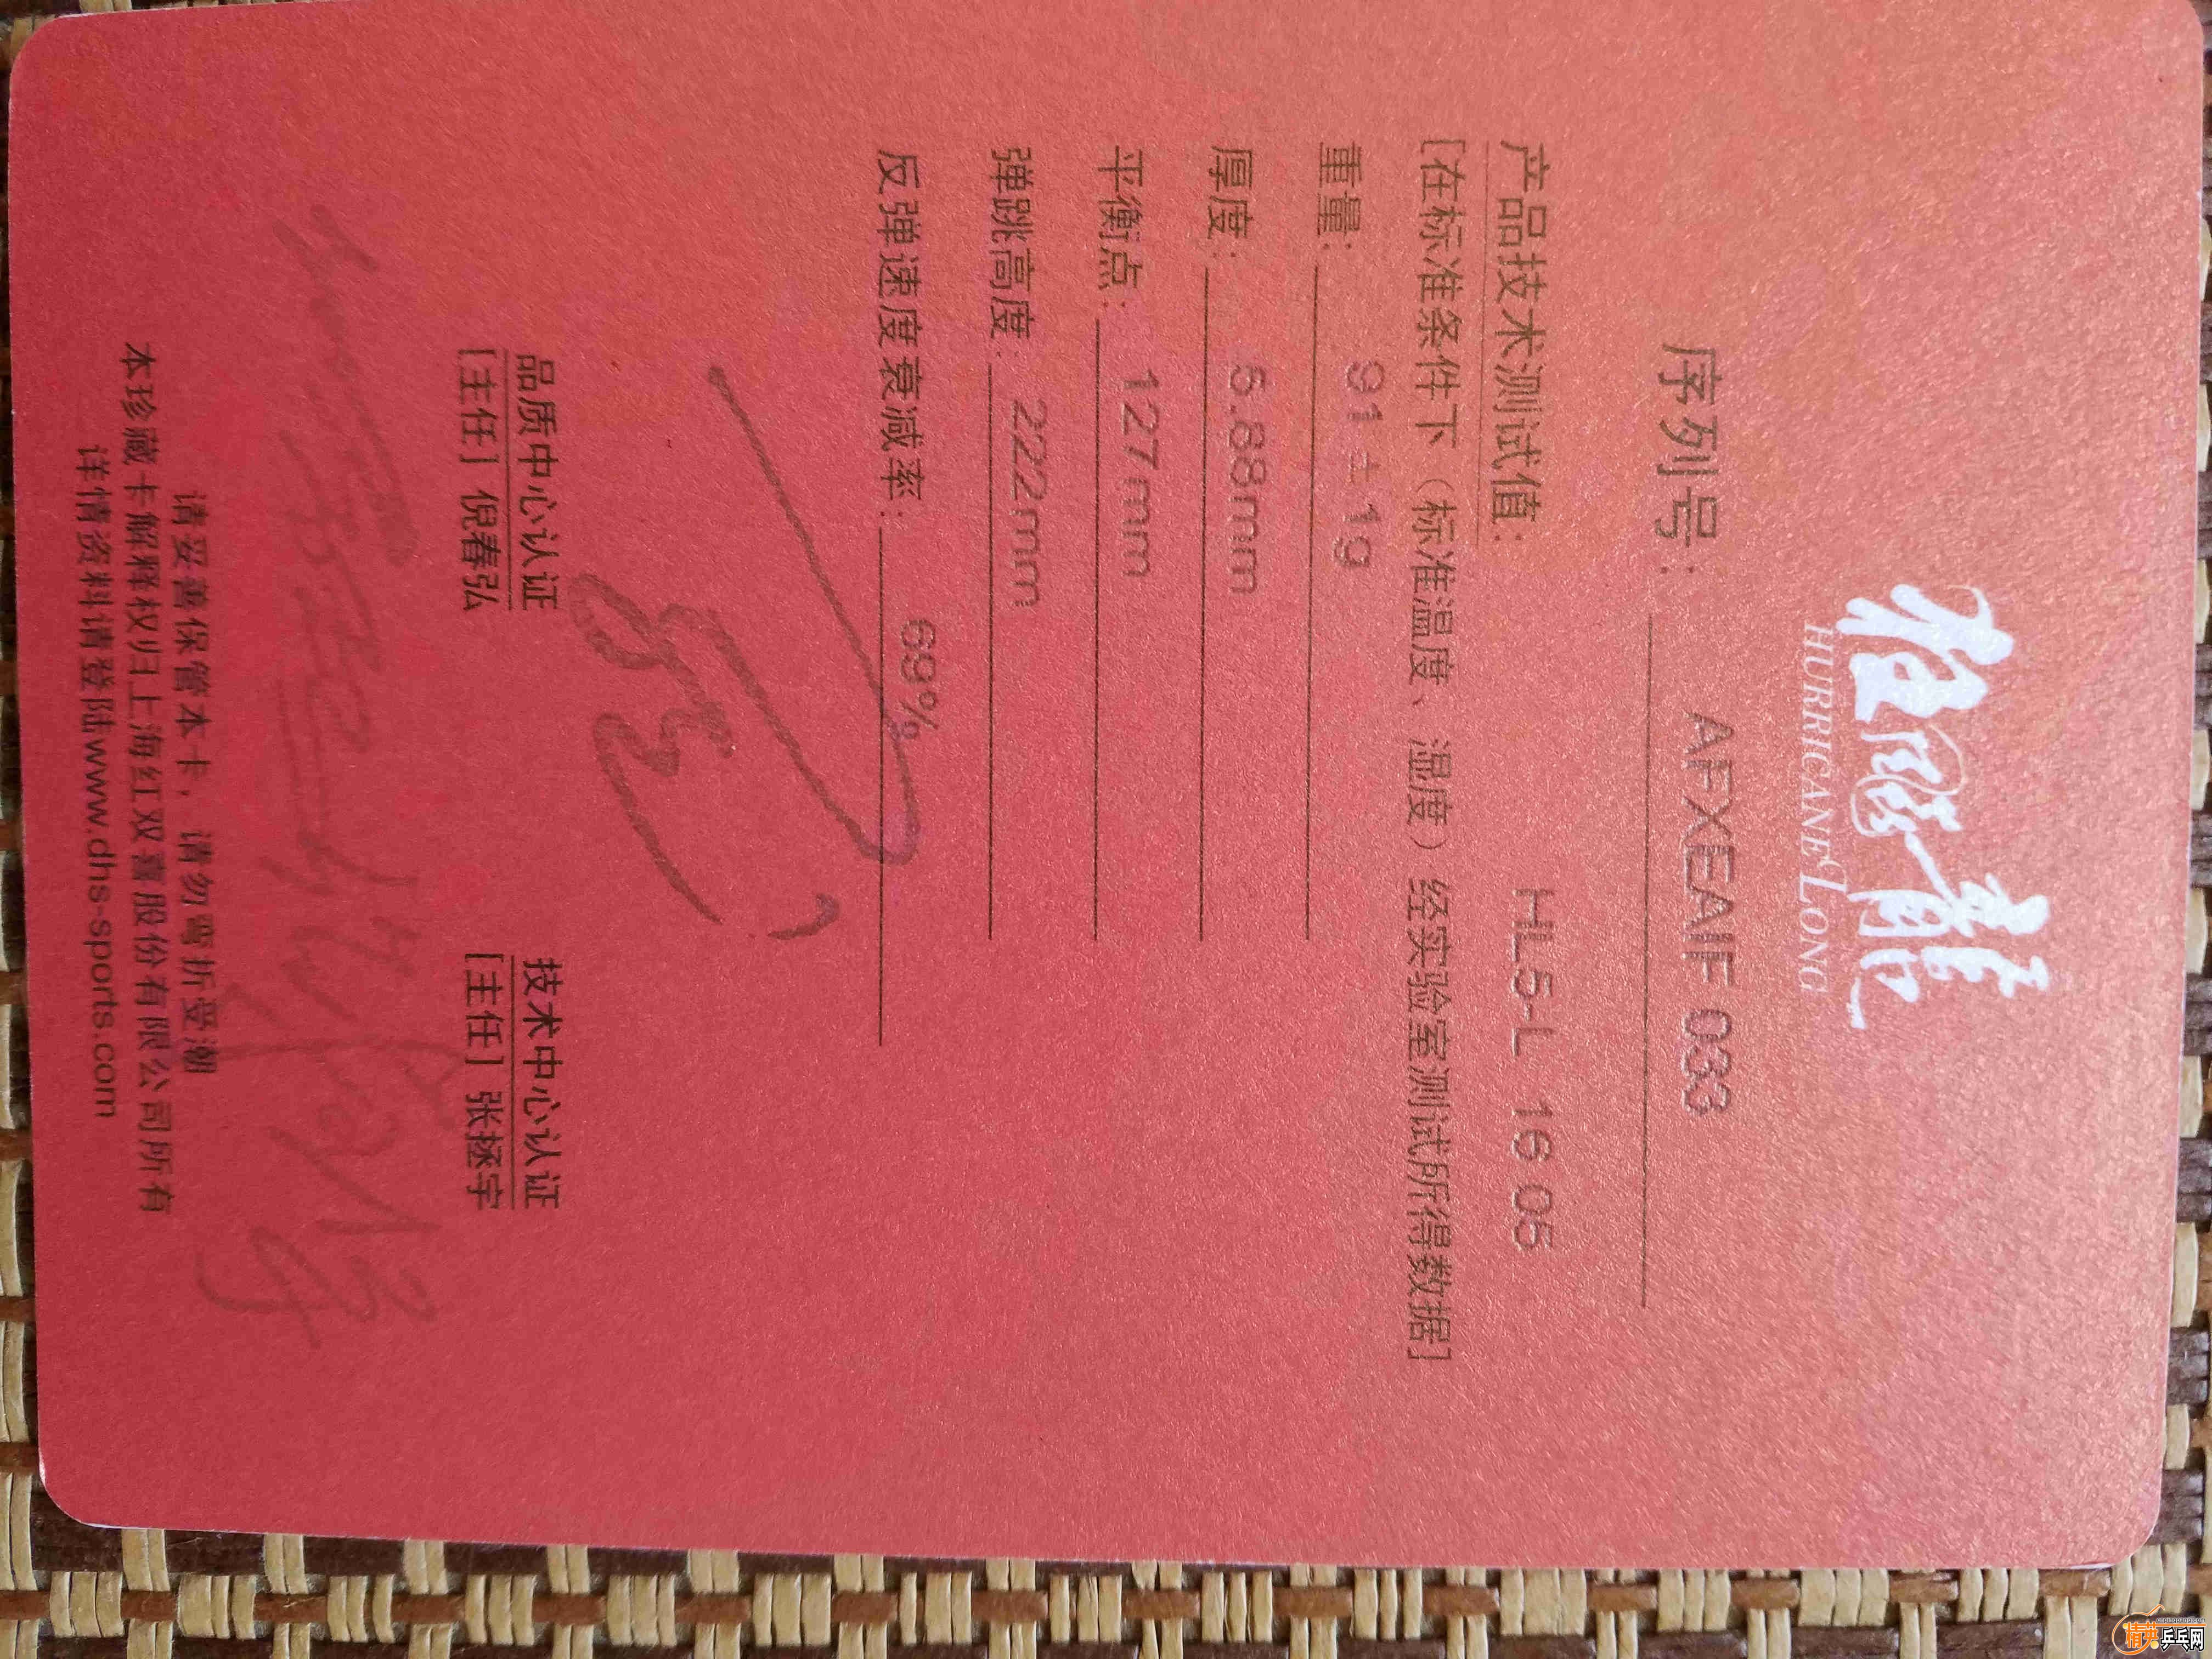 狂飚龍
HURRICANE LONG
序列号: AFXEAIF 033
HL5-L 16 05
产品技术测试值:
[在标准条件下（标准温度、湿度）经实验室测试所得数据]
重量: 91±1g
厚度: 5.88mm
平衡点: 127mm
弹跳高度: 222mm
反弹速度衰减率: 69%
品质中心认证 技术中心认证
[主任] 倪春弘 [主任] 张拯宇
请妥善保管本卡，请勿弯折受潮
本珍藏卡解释权归上海红双喜股份有限公司所有
详情资料请登陆www.dhs-sports.com
精英乒乓网